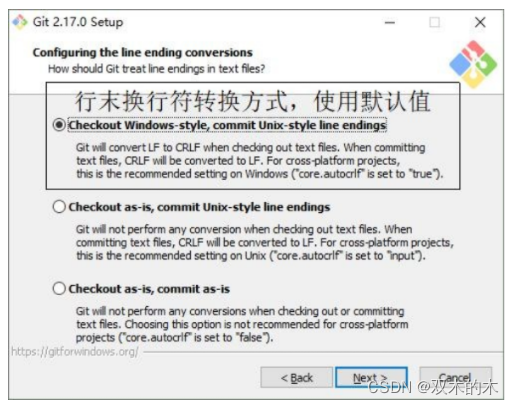 Git 2.17.0 Setup
Configuring the line ending conversions
How should Git treat line endings in text files?
行末换行符转换方式，使用默认值
Checkout Windows-style, commit Unix-style line endings
Git will convert LF to CRLF when checking out text files. When committing
text files, CRLF will be converted to LF. For cross-platform projects,
this is the recommended setting on Windows ("core.autocrlf" is set to "true").
Checkout as-is, commit Unix-style line endings
Git will not perform any conversion when checking out text files. When
committing text files, CRLF will be converted to LF. For cross-platform projects,
this is the recommended setting on Unix ("core.autocrlf" is set to "input").
Checkout as-is, commit as-is
Git will not perform any conversions when checking out or committing
text files. Choosing this option is not recommended for cross-platform
projects ("core.autocrlf" is set to "false").
https://gitforwindows.org/
< Back Next > Cancel
CSDN @双木的木